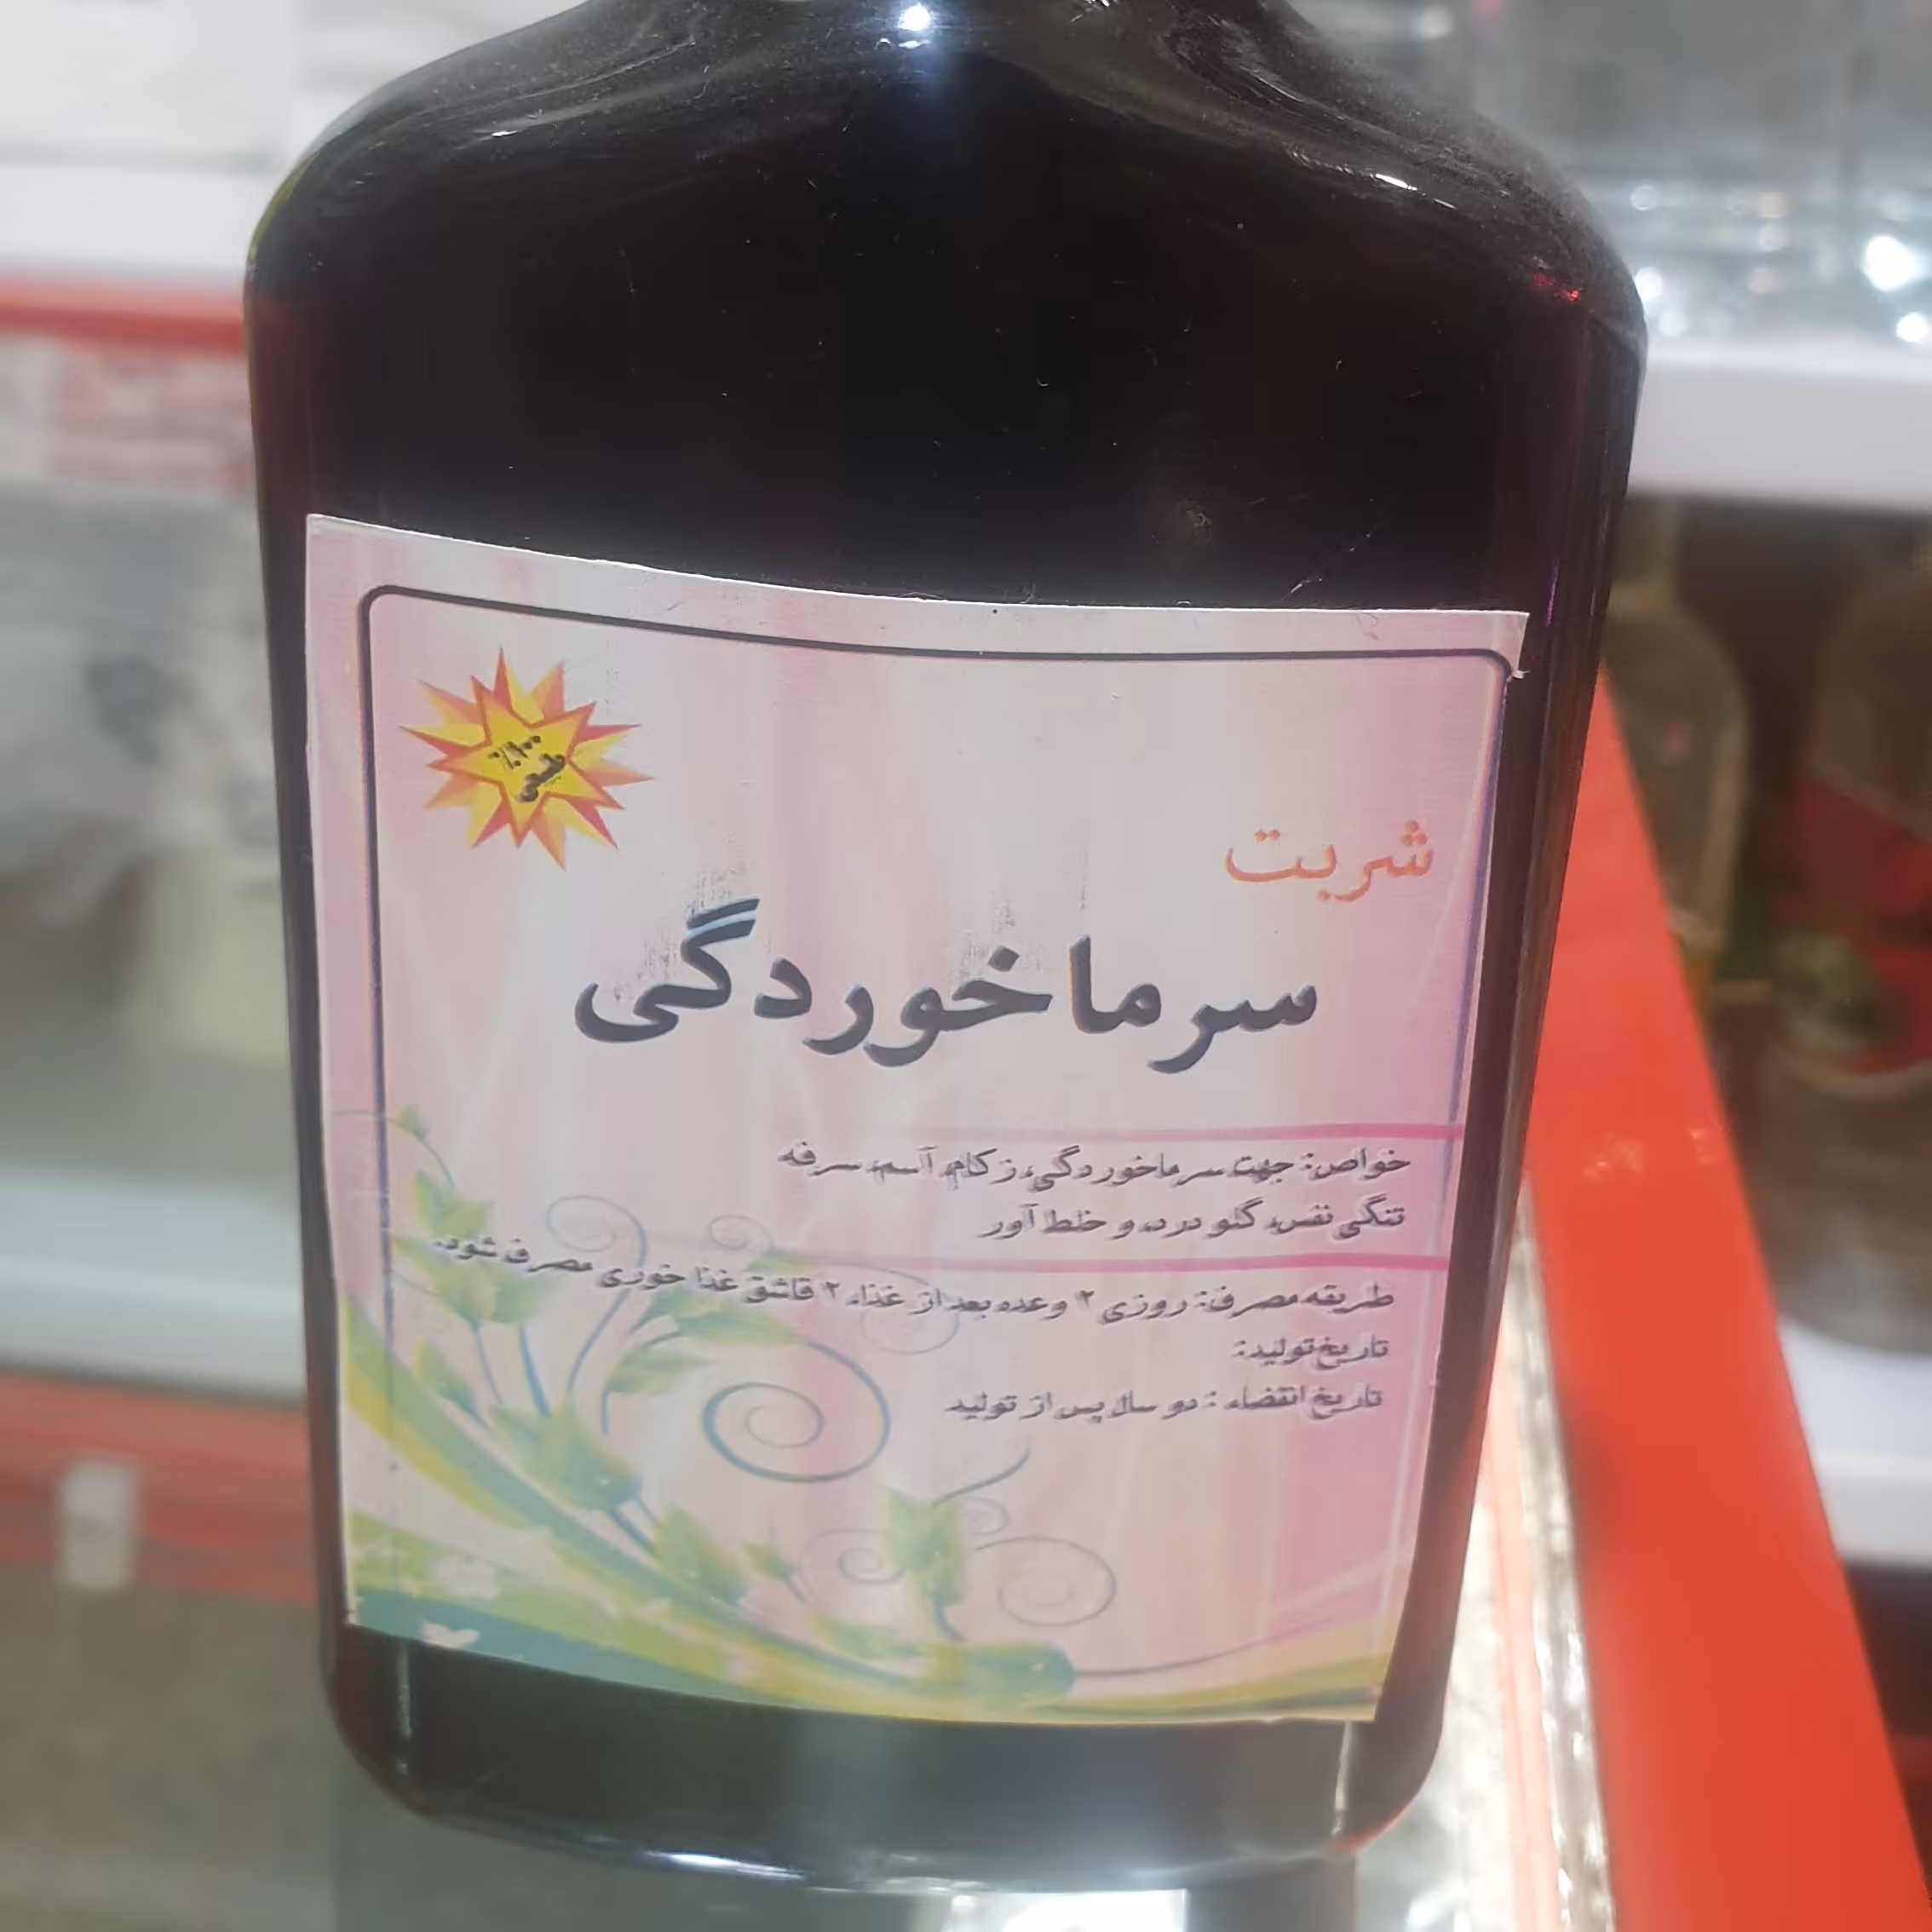 ٪۱۰۰
طبیعی
شربت
سرماخوردگی
خواص: جهت سرماخوردگی، زکام، آسم، سرفه
تنگی نفس، گلو درد، و خلط آور
طریقه مصرف: روزی ۲ وعده بعد از غذا، ۲ قاشق غذا خوری مصرف شود.
تاریخ تولید:
تاریخ انقضاء : دو سال پس از تولید